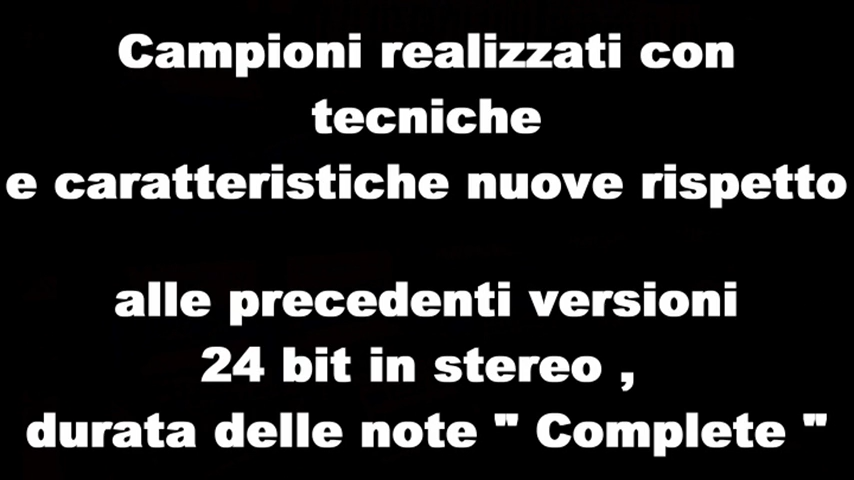 Campioni realizzati con
tecniche
e caratteristiche nuove rispetto
alle precedenti versioni
24 bit in stereo ,
durata delle note " Complete "